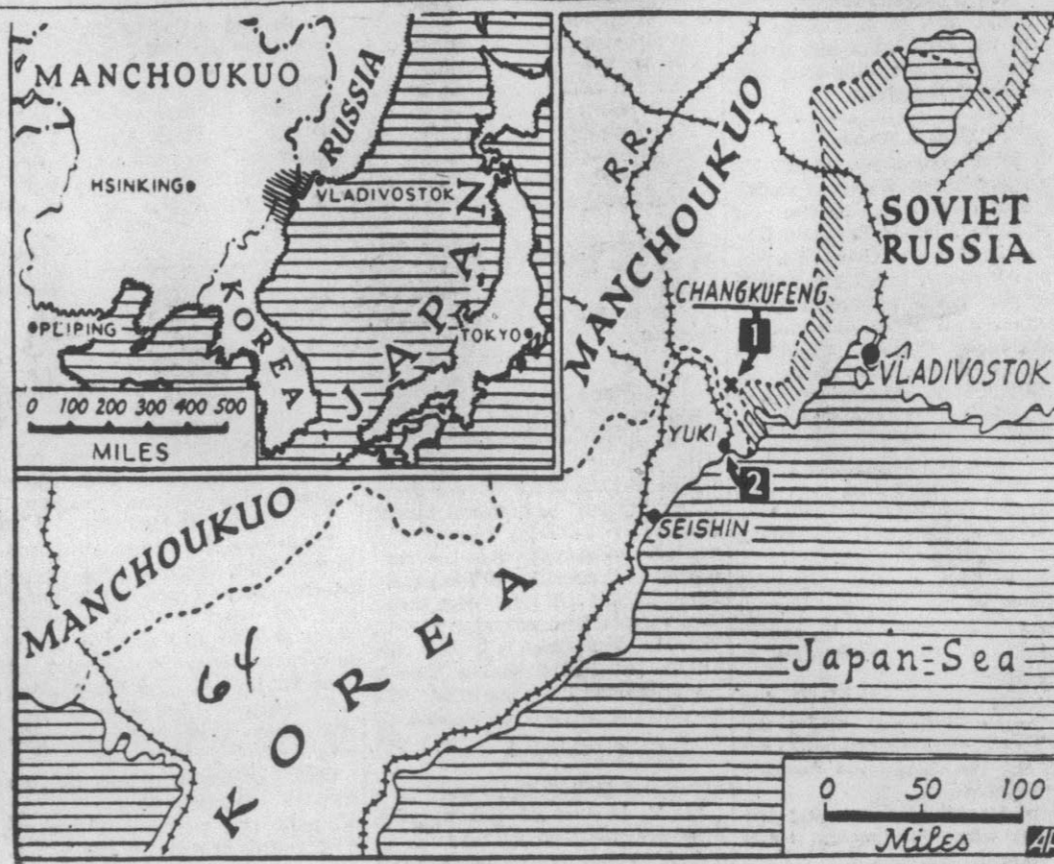 MANCHOUKUO
RUSSIA
HSINKING
VLADIVOSTOK
KOREA
JAPAN
PEIPING
TOKYO
0 100 200 300 400 500
MILES
R.R.
MANCHOUKUO
SOVIET
RUSSIA
CHANGKUFENG
1
VLADIVOSTOK
YUKI
2
SEISHIN
MANCHOUKUO
64
KOREA
Japan Sea
0 50 100
Miles